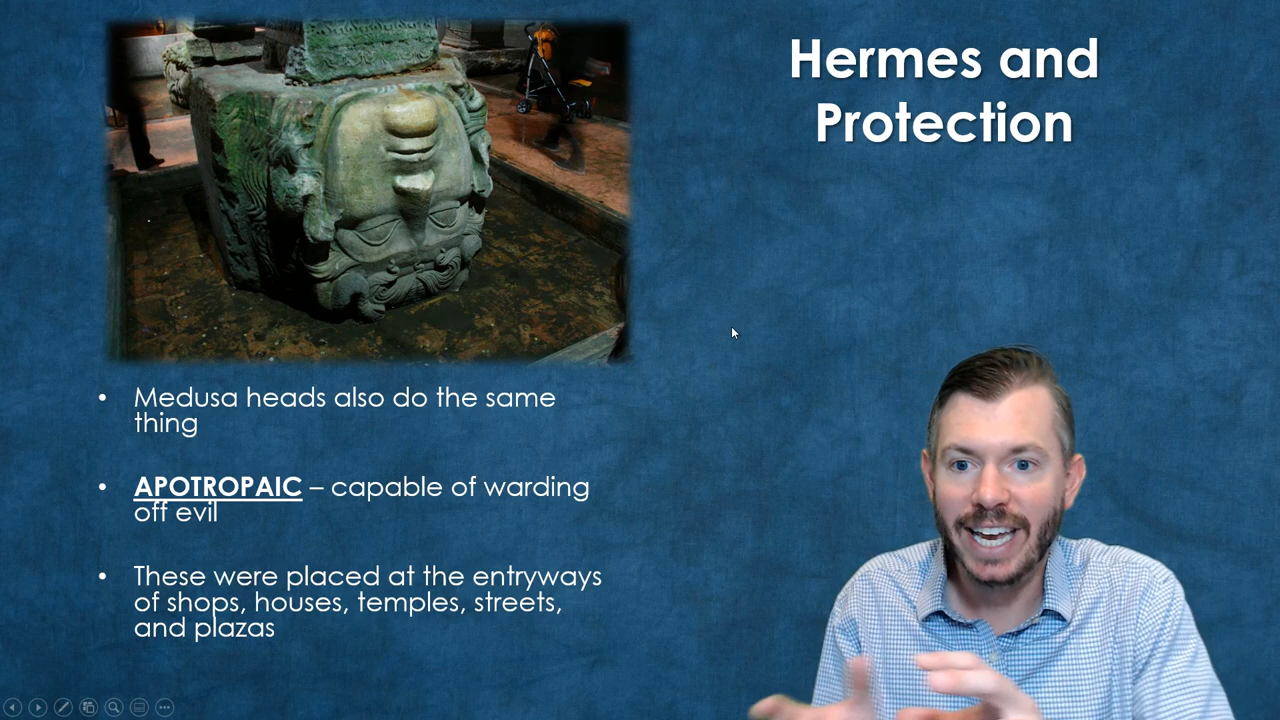 Hermes and
Protection
• Medusa heads also do the same
thing
• APOTROPAIC – capable of warding
off evil
• These were placed at the entryways
of shops, houses, temples, streets,
and plazas